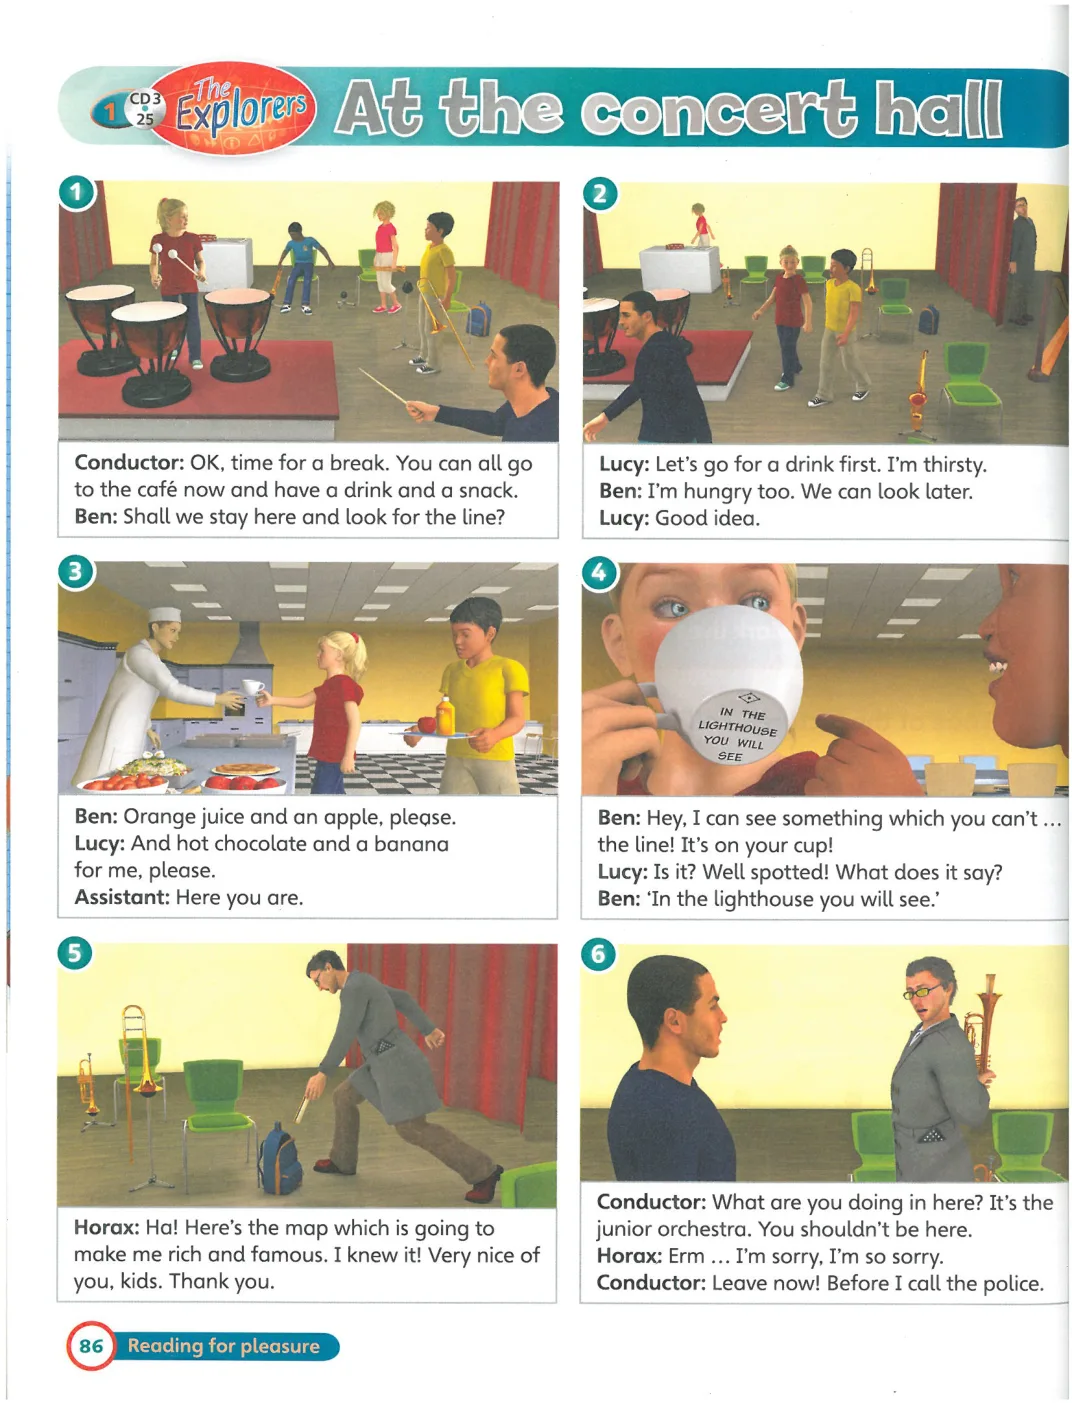 1
CD 3
25
The
Explorers
At the concert hall
1
Conductor: OK, time for a break. You can all go
to the café now and have a drink and a snack.
Ben: Shall we stay here and look for the line?
2
Lucy: Let's go for a drink first. I'm thirsty.
Ben: I'm hungry too. We can look later.
Lucy: Good idea.
3
Ben: Orange juice and an apple, please.
Lucy: And hot chocolate and a banana
for me, please.
Assistant: Here you are.
4
IN THE
LIGHTHOUSE
YOU WILL
SEE
Ben: Hey, I can see something which you can't ...
the line! It's on your cup!
Lucy: Is it? Well spotted! What does it say?
Ben: 'In the lighthouse you will see.'
5
Horax: Ha! Here's the map which is going to
make me rich and famous. I knew it! Very nice of
you, kids. Thank you.
6
Conductor: What are you doing in here? It's the
junior orchestra. You shouldn't be here.
Horax: Erm ... I'm sorry, I'm so sorry.
Conductor: Leave now! Before I call the police.
86
Reading for pleasure